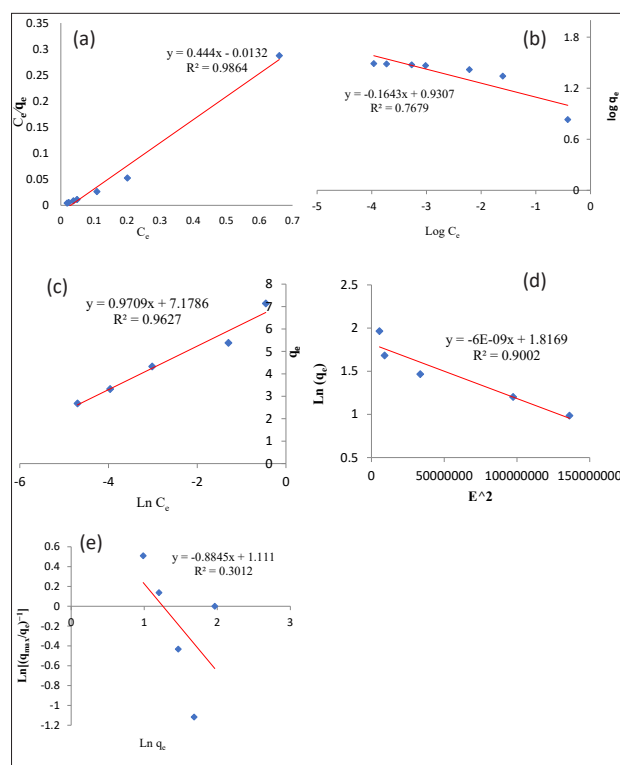 (a)
y = 0.444x - 0.0132
R² = 0.9864
Cₑ/qₑ
0.35
0.3
0.25
0.2
0.15
0.1
0.05
0
0 0.1 0.2 0.3 0.4 0.5 0.6 0.7
Cₑ
(b)
y = -0.1643x + 0.9307
R² = 0.7679
log qₑ
1.8
1.2
0.6
0
-5 -4 -3 -2 -1 0
Log Cₑ
(c)
y = 0.9709x + 7.1786
R² = 0.9627
qₑ
8
7
6
5
4
3
2
1
0
-6 -4 -2 0
Ln Cₑ
(d)
y = -6E-09x + 1.8169
R² = 0.9002
Ln (qₑ)
2.5
2
1.5
1
0.5
0 50000000 100000000 150000000
E^2
(e)
y = -0.8845x + 1.111
R² = 0.3012
Ln[(qmax/qₑ)⁻¹]
0.6
0.4
0.2
0
-0.2
-0.4
-0.6
-0.8
-1
-1.2
0 1 2 3
Ln qₑ